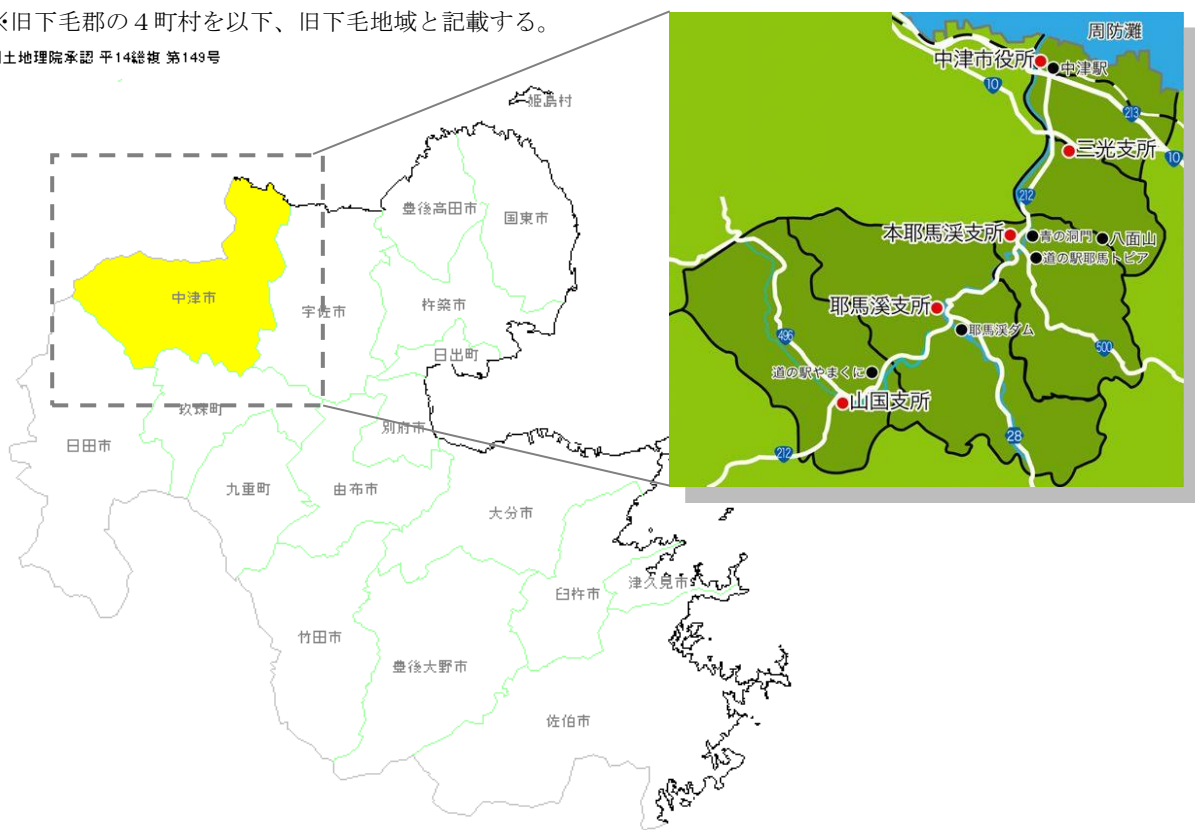 ※旧下毛郡の4町村を以下、旧下毛地域と記載する。
国土地理院承認 平14総複 第149号
姫島村
豊後高田市
国東市
中津市
宇佐市
杵築市
日出町
玖珠町
別府市
日田市
九重町
由布市
大分市
臼杵市
津久見市
竹田市
豊後大野市
佐伯市
周防灘
中津市役所
中津駅
10
213
三光支所
10
212
本耶馬渓支所
青の洞門
八面山
道の駅耶馬トピア
耶馬溪支所
耶馬渓ダム
496
500
道の駅やまくに
山国支所
28
212